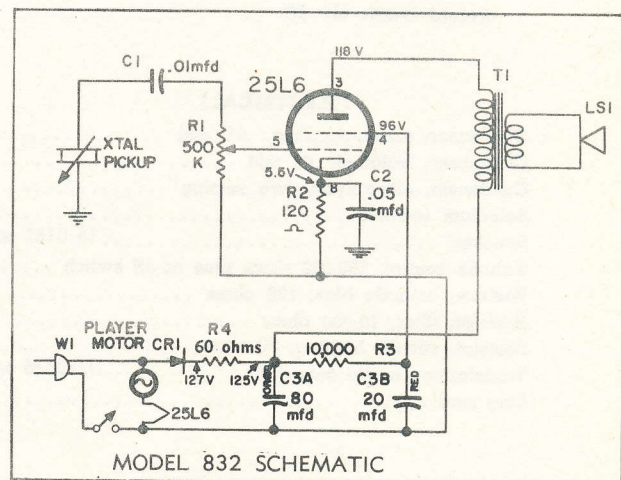 118 V
C1
.01mfd
25L6
3
T1
LS1
R1
500
K
XTAL
PICKUP
5
96V
4
5.6V
8
R2
120
C2
.05
mfd
PLAYER
MOTOR
W1
CR1
R4
60 ohms
10,000
R3
127V
125V
25L6
C3A
80
mfd
C3B
20
mfd
RED
MODEL 832 SCHEMATIC